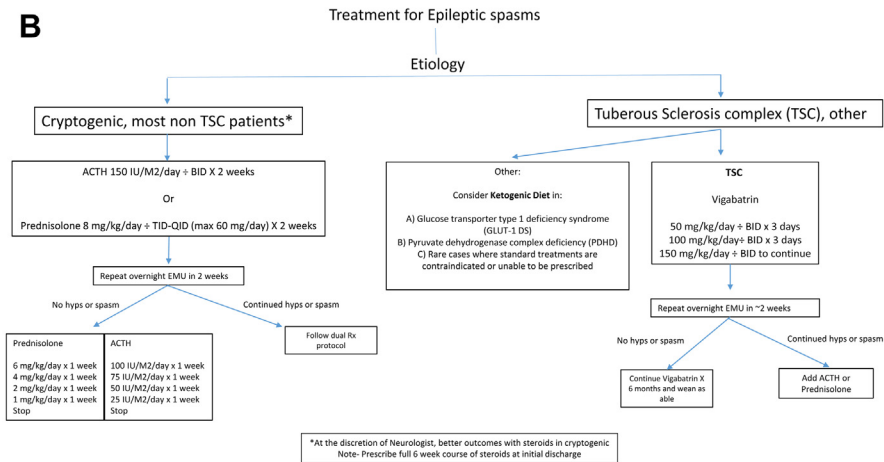 B
Treatment for Epileptic spasms
Etiology
Cryptogenic, most non TSC patients*
Tuberous Sclerosis complex (TSC), other
ACTH 150 IU/M2/day ÷ BID X 2 weeks
Or
Prednisolone 8 mg/kg/day ÷ TID-QID (max 60 mg/day) X 2 weeks
Other:
Consider Ketogenic Diet in:
A) Glucose transporter type 1 deficiency syndrome
(GLUT-1 DS)
B) Pyruvate dehydrogenase complex deficiency (PDHD)
C) Rare cases where standard treatments are
contraindicated or unable to be prescribed
TSC
Vigabatrin
50 mg/kg/day ÷ BID x 3 days
100 mg/kg/day÷ BID x 3 days
150 mg/kg/day ÷ BID to continue
Repeat overnight EMU in 2 weeks
No hyps or spasm
Continued hyps or spasm
Prednisolone
6 mg/kg/day x 1 week
4 mg/kg/day x 1 week
2 mg/kg/day x 1 week
1 mg/kg/day x 1 week
Stop
ACTH
100 IU/M2/day x 1 week
75 IU/M2/day x 1 week
50 IU/M2/day x 1 week
25 IU/M2/day x 1 week
Stop
Follow dual Rx
protocol
Repeat overnight EMU in ~2 weeks
No hyps or spasm
Continued hyps or spasm
Continue Vigabatrin X
6 months and wean as
able
Add ACTH or
Prednisolone
*At the discretion of Neurologist, better outcomes with steroids in cryptogenic
Note- Prescribe full 6 week course of steroids at initial discharge